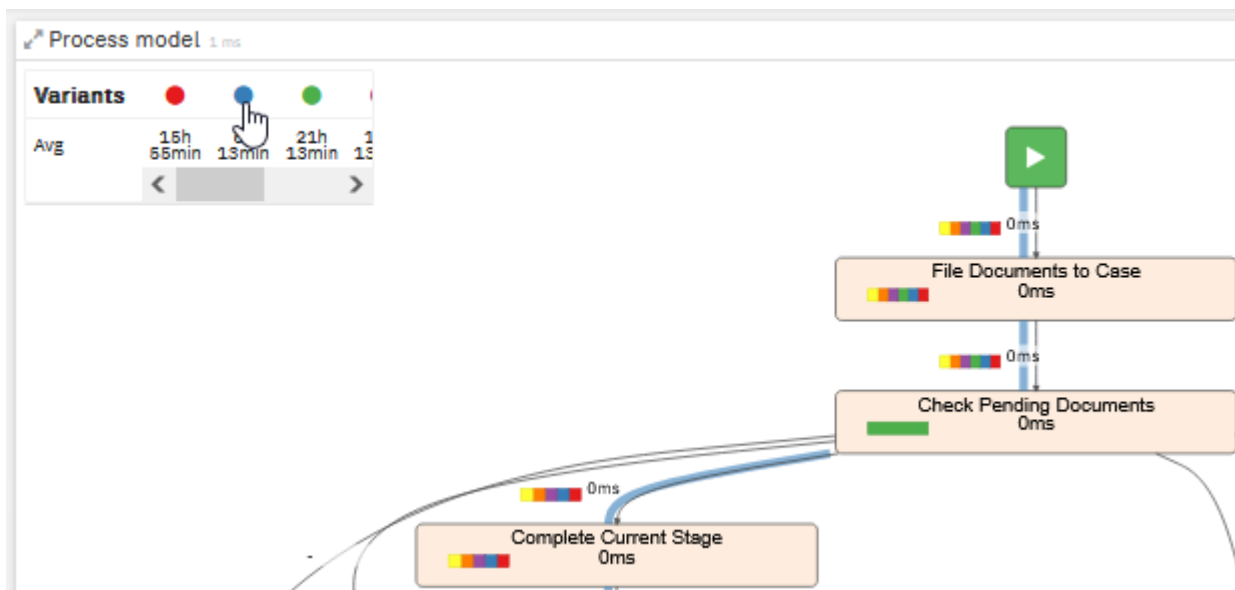 Process model 1 ms
Variants
Avg
15h
55min
13min
21h
13min
0ms
File Documents to Case
0ms
0ms
Check Pending Documents
0ms
0ms
Complete Current Stage
0ms
-